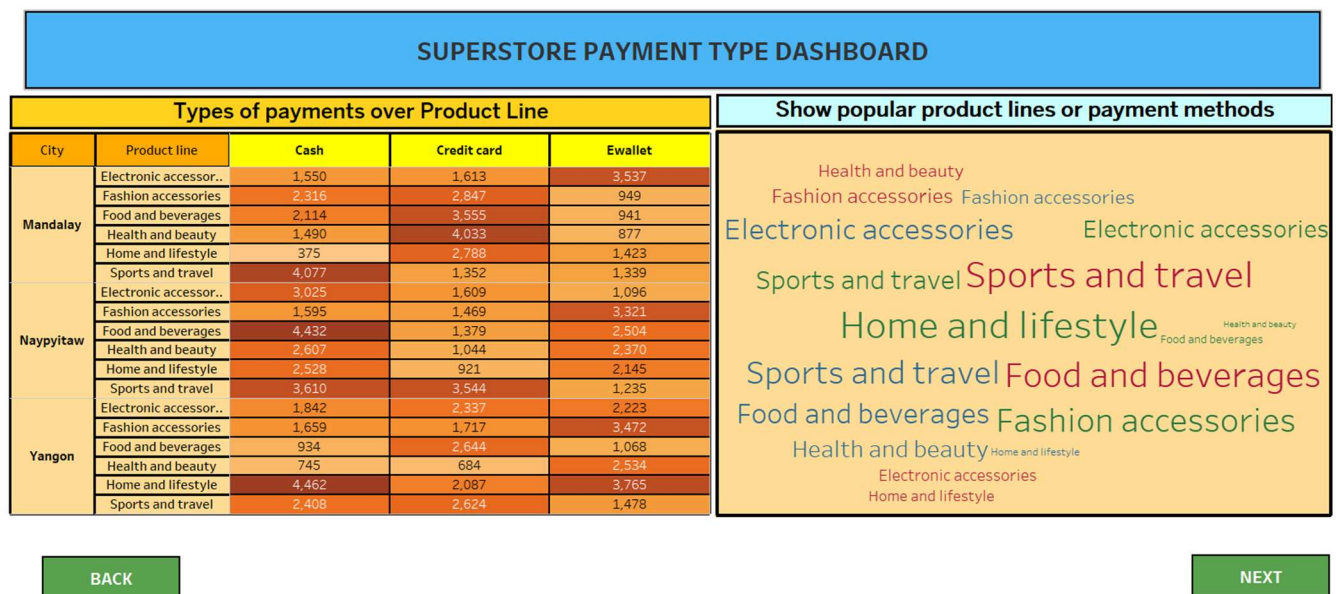 SUPERSTORE PAYMENT TYPE DASHBOARD
Types of payments over Product Line
City Product line Cash Credit card Ewallet
Mandalay
Electronic accessor.. 1,550 1,613 3,537
Fashion accessories 2,316 2,847 949
Food and beverages 2,114 3,555 941
Health and beauty 1,490 4,033 877
Home and lifestyle 375 2,788 1,423
Sports and travel 4,077 1,352 1,339
Naypyitaw
Electronic accessor.. 3,025 1,609 1,096
Fashion accessories 1,595 1,469 3,321
Food and beverages 4,432 1,379 2,504
Health and beauty 2,607 1,044 2,370
Home and lifestyle 2,528 921 2,145
Sports and travel 3,610 3,544 1,235
Yangon
Electronic accessor.. 1,842 2,337 2,223
Fashion accessories 1,659 1,717 3,472
Food and beverages 934 2,644 1,068
Health and beauty 745 684 2,534
Home and lifestyle 4,462 2,087 3,765
Sports and travel 2,408 2,624 1,478
Show popular product lines or payment methods
Health and beauty
Fashion accessories Fashion accessories
Electronic accessories Electronic accessories
Sports and travel Sports and travel
Home and lifestyle Health and beauty
Food and beverages
Sports and travel Food and beverages
Food and beverages Fashion accessories
Health and beauty Home and lifestyle
Electronic accessories
Home and lifestyle
BACK
NEXT